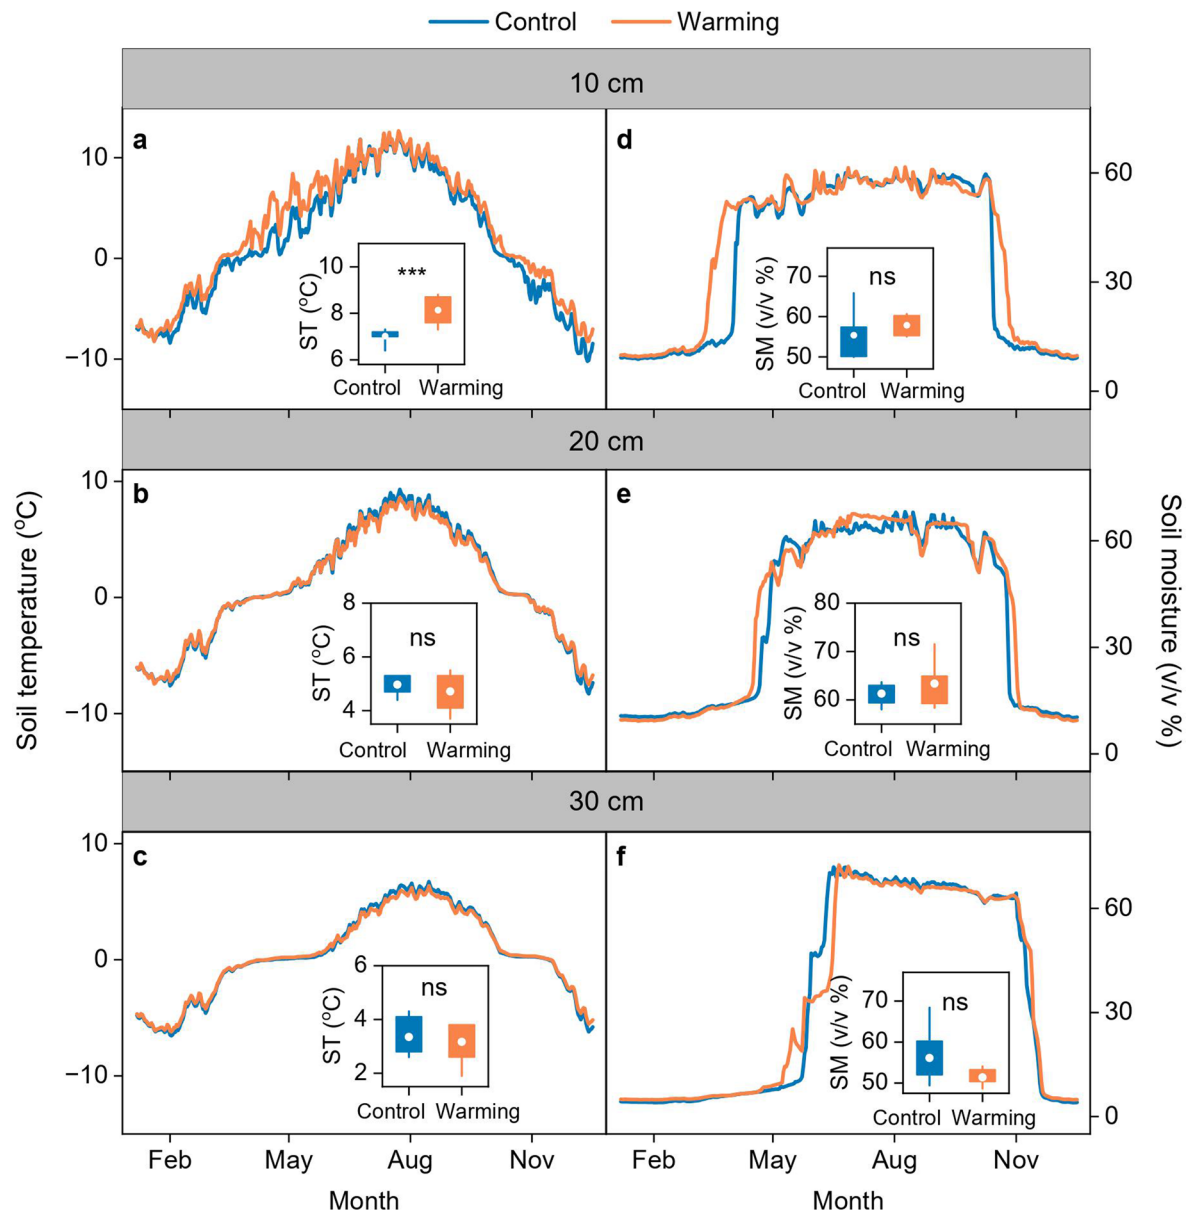 Control Warming
10 cm
a
d
10
0
−10
60
30
0
ST (°C)
10
8
6
***
Control Warming
SM (v/v %)
70
60
50
ns
Control Warming
20 cm
b
e
10
0
−10
60
30
0
ST (°C)
8
6
4
ns
Control Warming
SM (v/v %)
80
70
60
ns
Control Warming
Soil temperature (°C)
Soil moisture (v/v %)
30 cm
c
f
10
0
−10
60
30
0
ST (°C)
6
4
2
ns
Control Warming
SM (v/v %)
70
60
50
ns
Control Warming
Feb May Aug Nov
Feb May Aug Nov
Month
Month